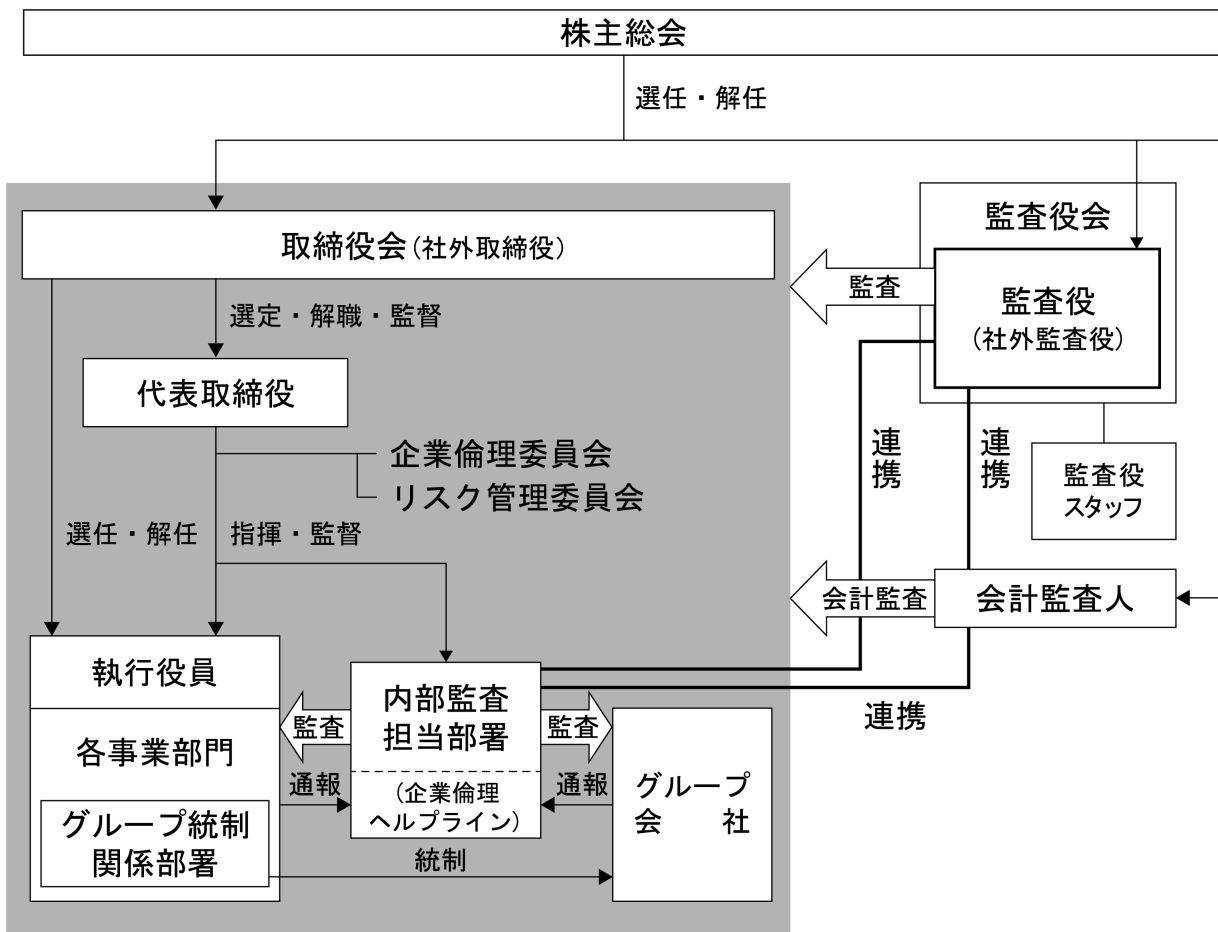 株主総会
選任・解任
取締役会(社外取締役)
監査役会
監査
監査役
(社外監査役)
選定・解職・監督
代表取締役
企業倫理委員会
リスク管理委員会
連携
連携
監査役
スタッフ
選任・解任
指揮・監督
会計監査
会計監査人
執行役員
各事業部門
グループ統制
関係部署
監査
内部監査
担当部署
(企業倫理
ヘルプライン)
監査
連携
通報
通報
グループ
会　　社
統制